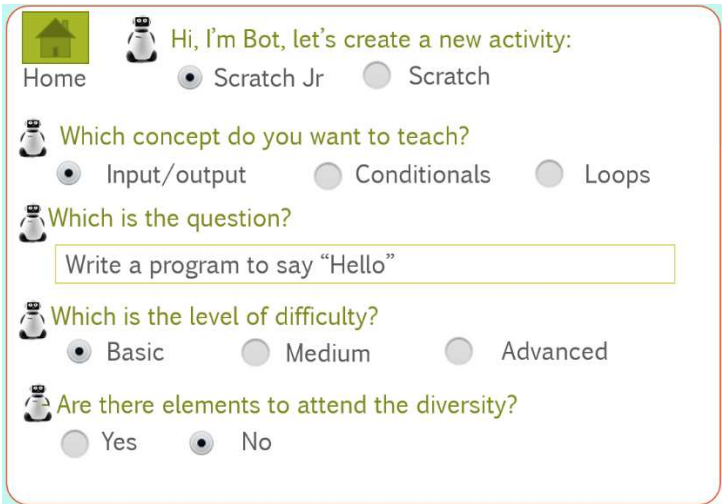 Hi, I'm Bot, let's create a new activity:
Home
Scratch Jr Scratch
Which concept do you want to teach?
Input/output Conditionals Loops
Which is the question?
Write a program to say “Hello”
Which is the level of difficulty?
Basic Medium Advanced
Are there elements to attend the diversity?
Yes No